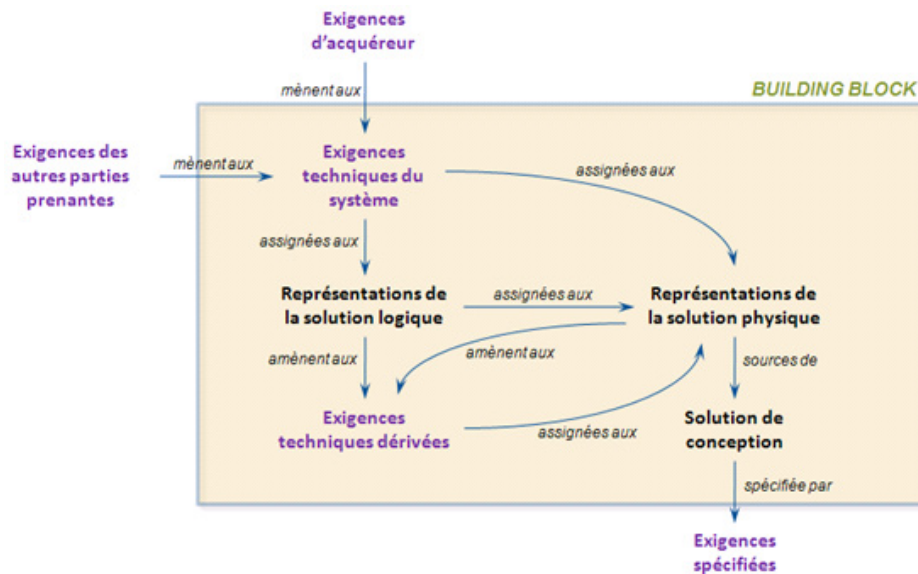 Exigences
d'acquéreur
mènent aux
BUILDING BLOCK
Exigences des
autres parties
prenantes
mènent aux
Exigences
techniques du
système
assignées aux
assignées aux
Représentations de
la solution logique
assignées aux
Représentations de
la solution physique
amènent aux
amènent aux
sources de
Exigences
techniques dérivées
assignées aux
Solution de
conception
spécifiée par
Exigences
spécifiées